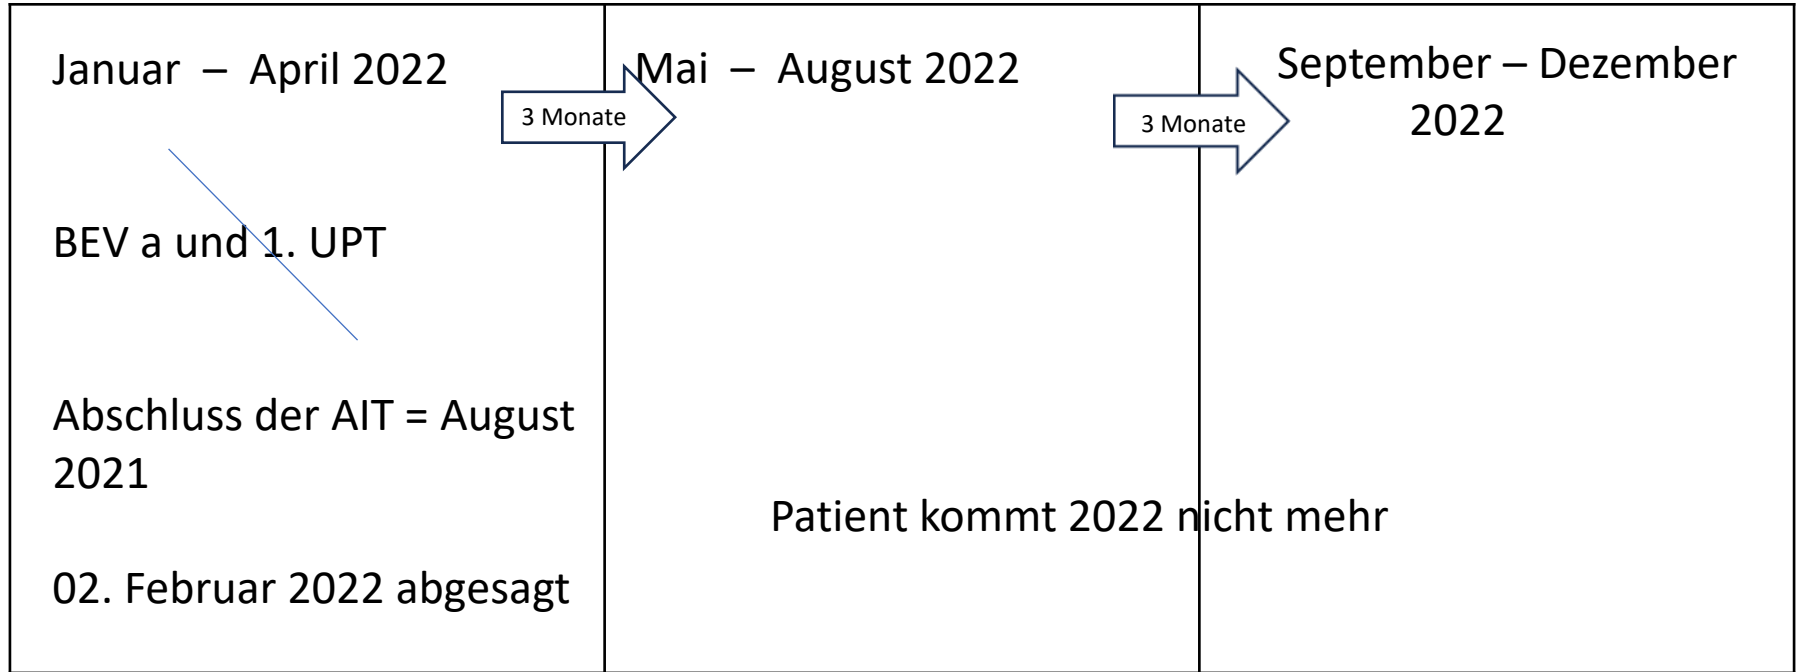 Januar – April 2022
3 Monate
Mai – August 2022
3 Monate
September – Dezember
2022
BEV a und 1. UPT
Abschluss der AIT = August
2021
02. Februar 2022 abgesagt
Patient kommt 2022 nicht mehr